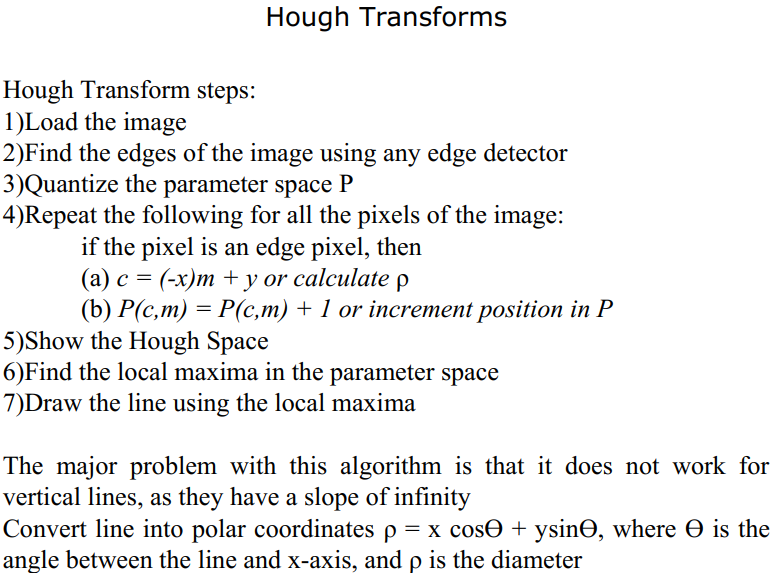 Hough Transforms
Hough Transform steps:
1)Load the image
2)Find the edges of the image using any edge detector
3)Quantize the parameter space P
4)Repeat the following for all the pixels of the image:
if the pixel is an edge pixel, then
(a) c = (-x)m + y or calculate ρ
(b) P(c,m) = P(c,m) + 1 or increment position in P
5)Show the Hough Space
6)Find the local maxima in the parameter space
7)Draw the line using the local maxima
The major problem with this algorithm is that it does not work for
vertical lines, as they have a slope of infinity
Convert line into polar coordinates ρ = x cosϴ + ysinϴ, where ϴ is the
angle between the line and x-axis, and ρ is the diameter